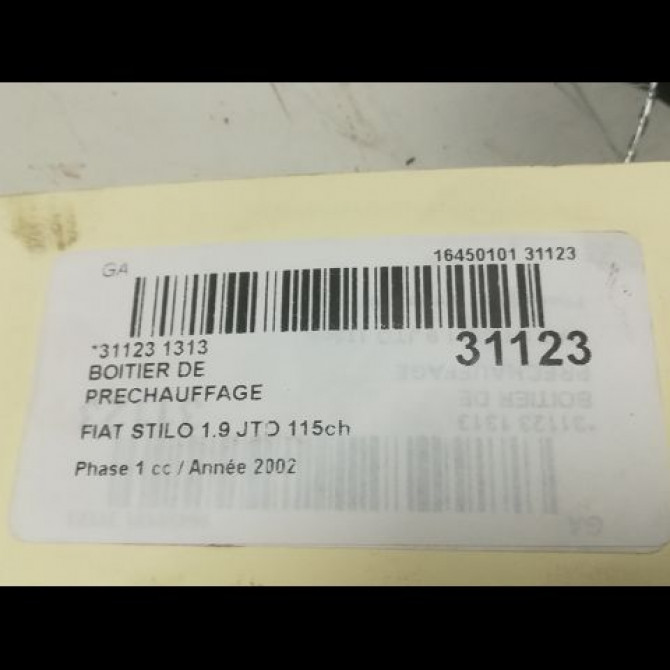 GA
16450101 31123
*31123 1313
31123
BOITIER DE
PRECHAUFFAGE
FIAT STILO 1.9 JTD 115ch
Phase 1 cc / Année 2002